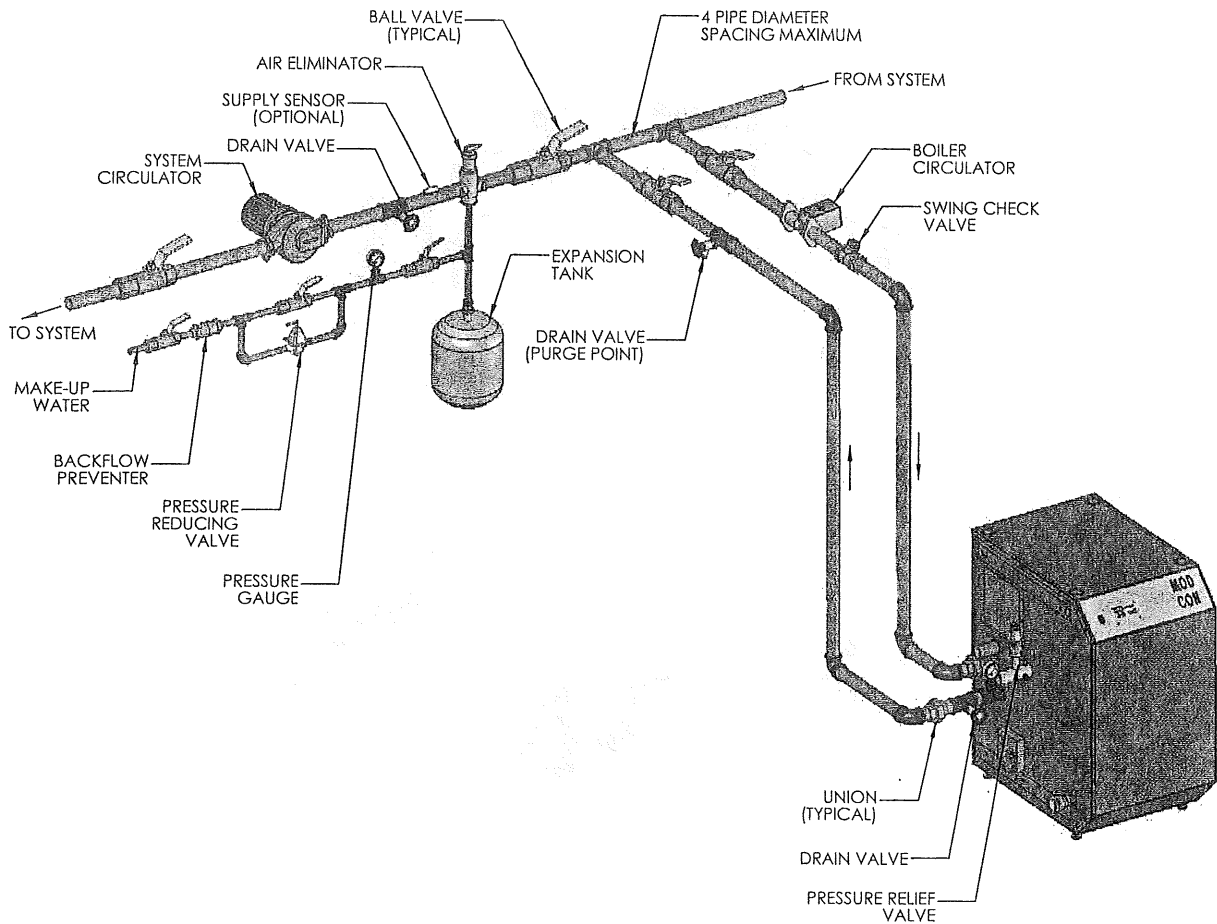 BALL VALVE
(TYPICAL)
4 PIPE DIAMETER
SPACING MAXIMUM
AIR ELIMINATOR
FROM SYSTEM
SUPPLY SENSOR
(OPTIONAL)
DRAIN VALVE
SYSTEM
CIRCULATOR
BOILER
CIRCULATOR
SWING CHECK
VALVE
EXPANSION
TANK
TO SYSTEM
DRAIN VALVE
(PURGE POINT)
MAKE-UP
WATER
BACKFLOW
PREVENTER
PRESSURE
REDUCING
VALVE
PRESSURE
GAUGE
MOD
CON
UNION
(TYPICAL)
DRAIN VALVE
PRESSURE RELIEF
VALVE